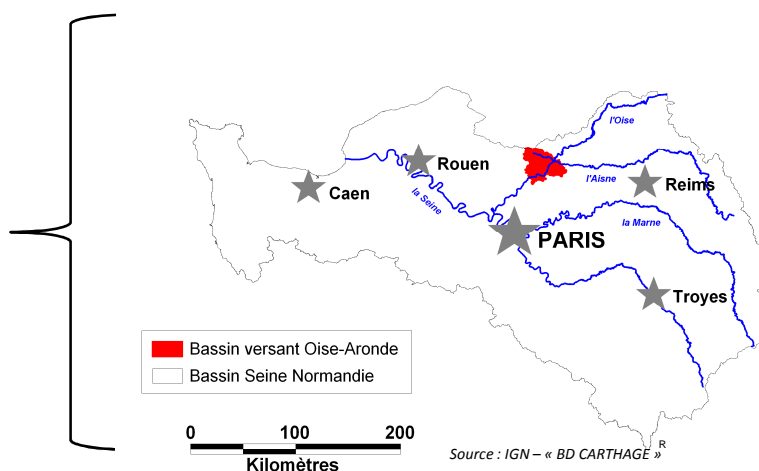 l'Oise
Rouen
l'Aisne
Reims
Caen
la Seine
la Marne
PARIS
Troyes
Bassin versant Oise-Aronde
Bassin Seine Normandie
0 100 200
Kilomètres
R
Source : IGN – « BD CARTHAGE »